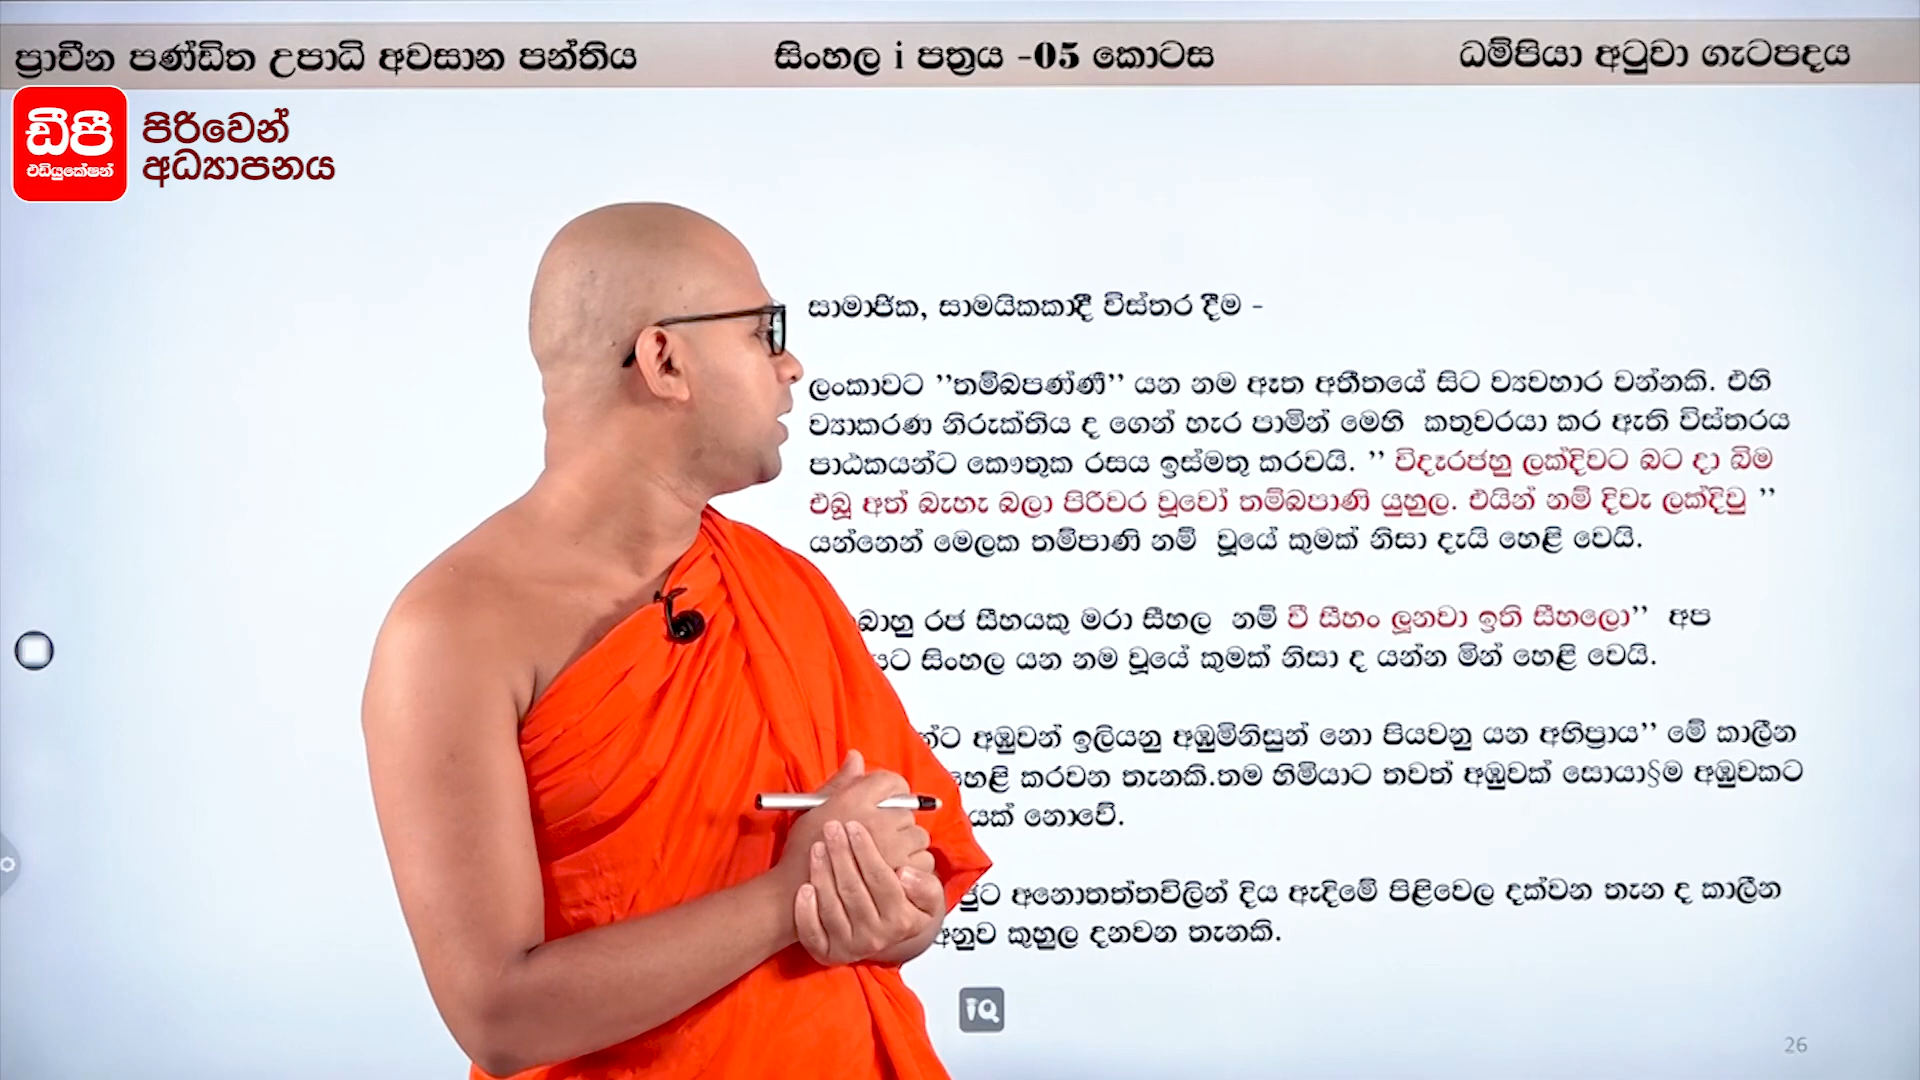 ප්‍රාචීන පණ්ඩිත උපාධි අවසාන පන්තිය
සිංහල i පත්‍රය -05 කොටස
ධම්පියා අටුවා ගැටපදය
ඩීපී
එඩියුකේෂන්
පිරිවෙන්
අධ්‍යාපනය
සාමාජික, සාමයිකකාදී විස්තර දීම -
ලංකාවට ’’තම්බපණ්ණී’’ යන නම ඈත අතීතයේ සිට ව්‍යවහාර වන්නකි. එහි
ව්‍යාකරණ නිරුක්තිය ද ගෙන් හැර පාමින් මෙහි කතුවරයා කර ඇති විස්තරය
පාඨකයන්ට කෞතුක රසය ඉස්මතු කරවයි. ’’ විදෑරජහු ලක්දිවට බට දා බිම
එබූ අත් බැහැ බලා පිරිවර වූවෝ තම්බපාණි යුහුල. එයින් නම් දිවැ ලක්දිවු ’’
යන්නෙන් මෙලක තම්පාණි නම් වූයේ කුමක් නිසා දැයි හෙළි වෙයි.
බාහු රජ සීහයකු මරා සීහල නම් වී සීහං ලූනවා ඉති සීහලො’’ අප
යට සිංහල යන නම වූයේ කුමක් නිසා ද යන්න මින් හෙළි වෙයි.
න්ට අඹුවන් ඉලියනු අඹුමිනිසුන් නො පියවනු යන අභිප්‍රාය’’ මේ කාලීන
හෙළි කරවන තැනකි.තම හිමියාට තවත් අඹුවක් සොයා§ම අඹුවකට
යක් නොවේ.
අනොතත්තවිලින් දිය ඇදිමේ පිළිවෙල දක්වන තැන ද කාලීන
අනුව කුහුල දනවන තැනකි.
IQ
26